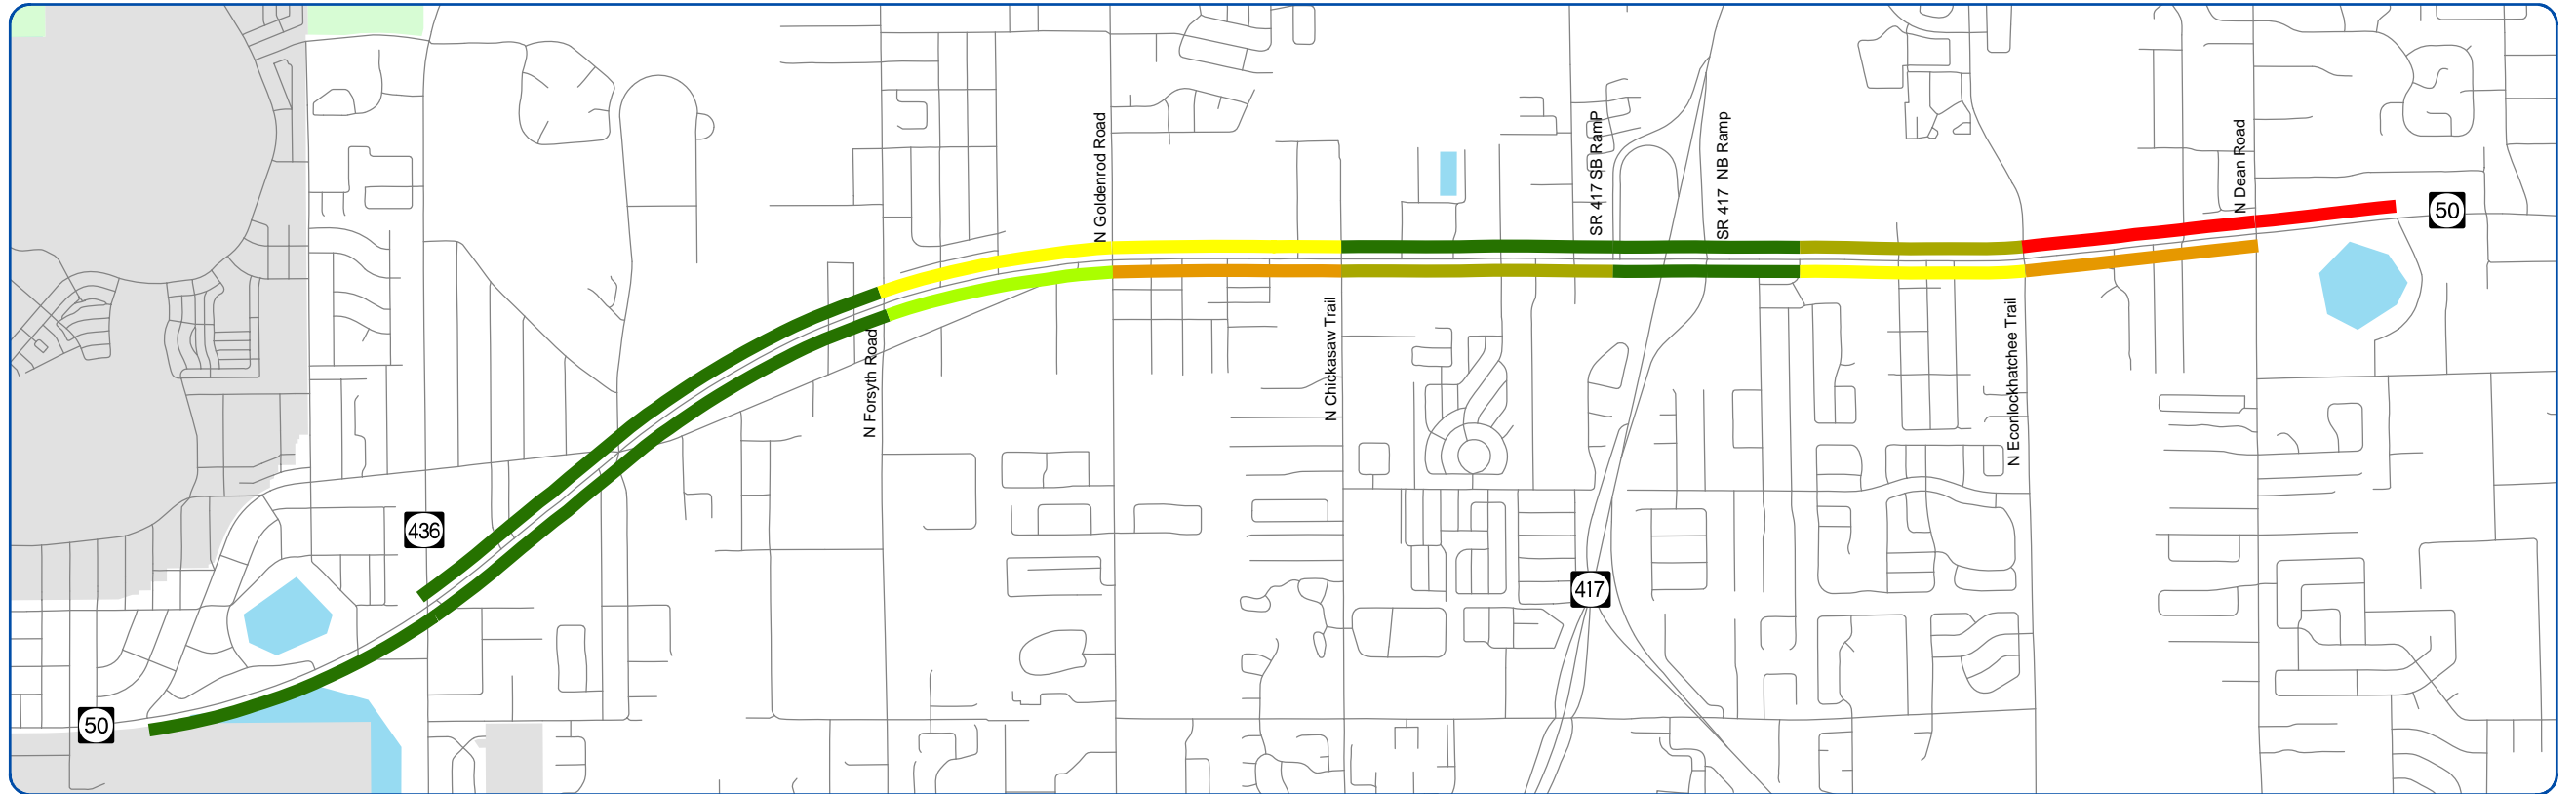 N Goldenrod Road
SR 417 SB RamP
SR 417 NB Ramp
N Dean Road
50
N Forsyth Road
N Chickasaw Trail
N Econlockhatchee Trail
436
417
50